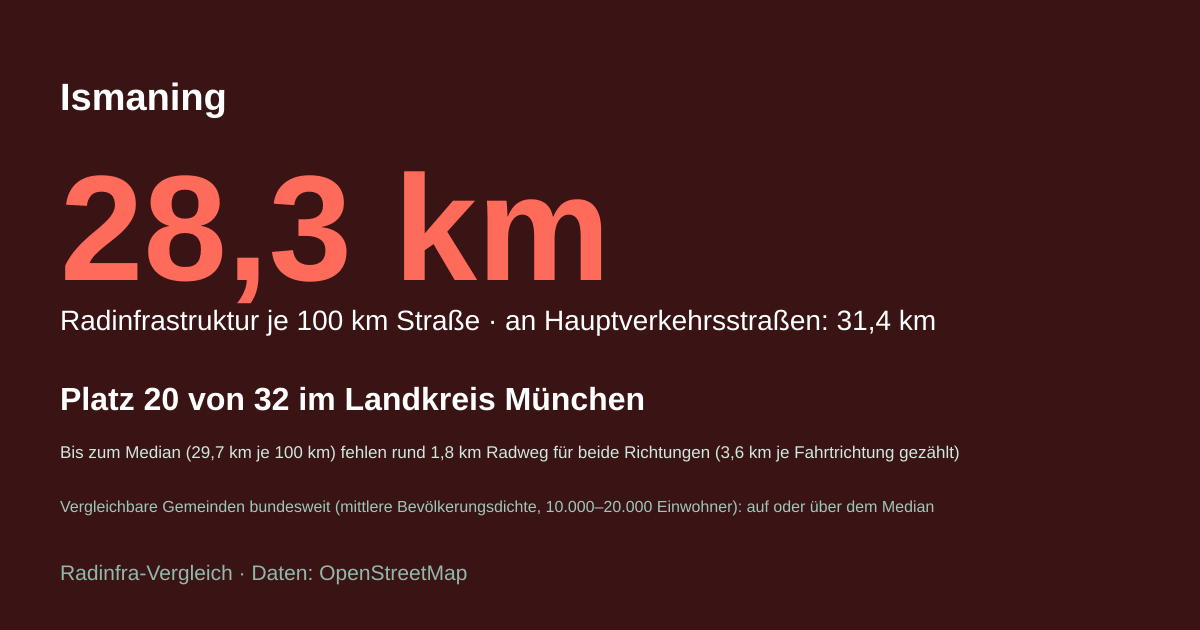 Ismaning
28,3 km
Radinfrastruktur je 100 km Straße · an Hauptverkehrsstraßen: 31,4 km
Platz 20 von 32 im Landkreis München
Bis zum Median (29,7 km je 100 km) fehlen rund 1,8 km Radweg für beide Richtungen (3,6 km je Fahrtrichtung gezählt)
Vergleichbare Gemeinden bundesweit (mittlere Bevölkerungsdichte, 10.000–20.000 Einwohner): auf oder über dem Median
Radinfra-Vergleich · Daten: OpenStreetMap